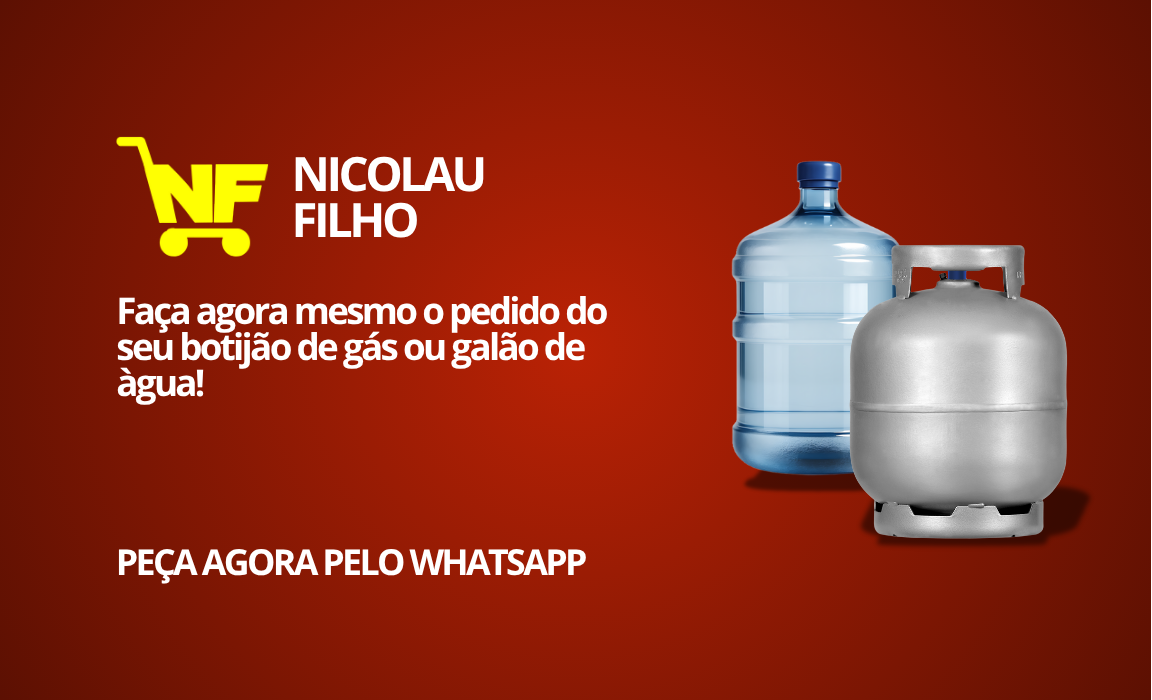 NF
NICOLAU
FILHO
Faça agora mesmo o pedido do
seu botijão de gás ou galão de
àgua!
PEÇA AGORA PELO WHATSAPP